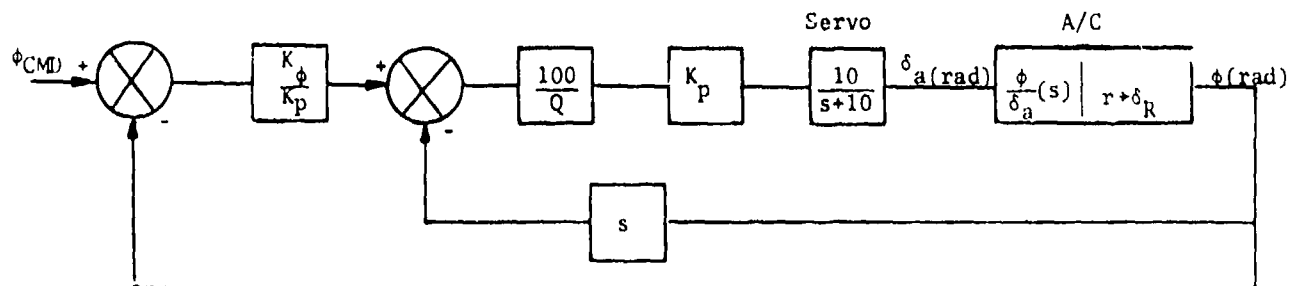 Servo
A/C
ϕCMD + -
Kϕ
Kp
+ -
100
Q
Kp
10
s+10
δa(rad)
ϕ
δa
(s) | r→δR
ϕ(rad)
s